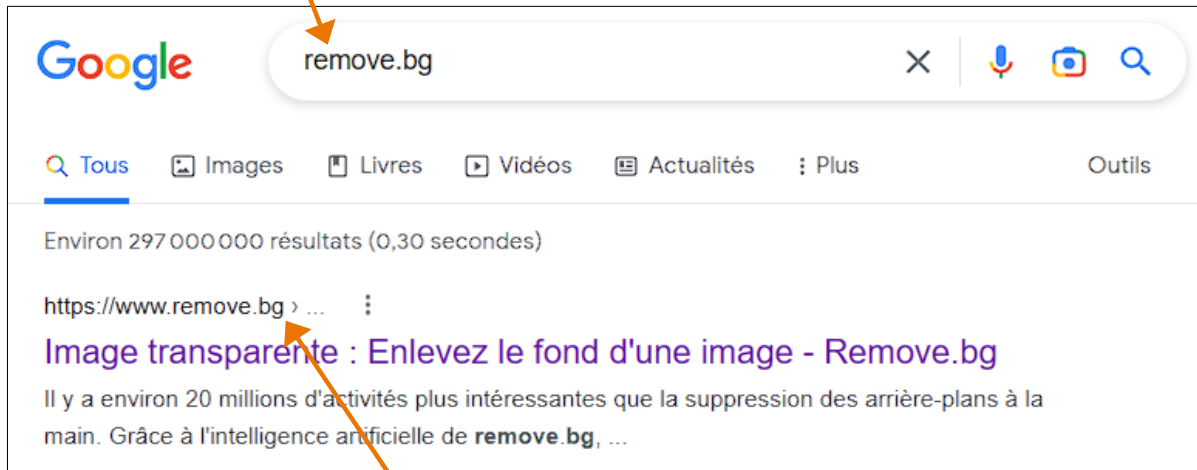 Google remove.bg
Tous Images Livres Vidéos Actualités Plus Outils
Environ 297 000 000 résultats (0,30 secondes)
https://www.remove.bg › ...
Image transparente : Enlevez le fond d'une image - Remove.bg
Il y a environ 20 millions d'activités plus intéressantes que la suppression des arrière-plans à la
main. Grâce à l'intelligence artificielle de remove.bg, ...